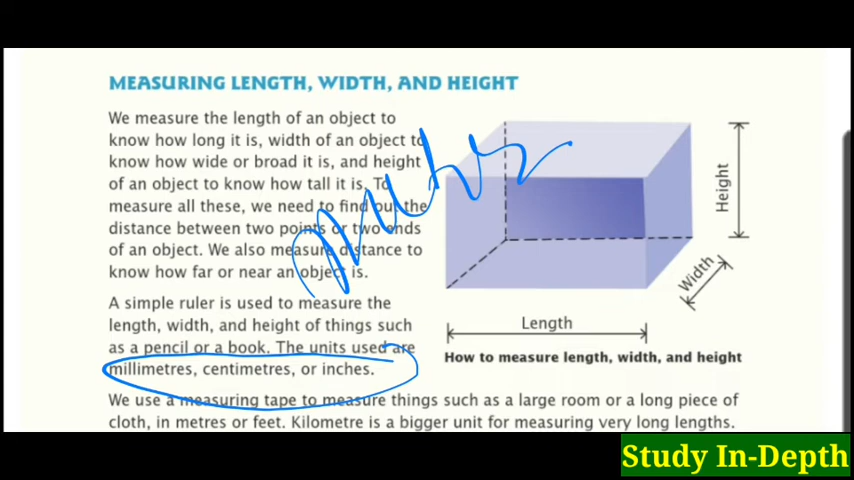 MEASURING LENGTH, WIDTH, AND HEIGHT
We measure the length of an object to
know how long it is, width of an object to
know how wide or broad it is, and height
of an object to know how tall it is. To
measure all these, we need to find out the
distance between two points or two ends
of an object. We also measure distance to
know how far or near an object is.
A simple ruler is used to measure the
length, width, and height of things such
as a pencil or a book. The units used are
millimetres, centimetres, or inches.
Height
Width
Length
How to measure length, width, and height
We use a measuring tape to measure things such as a large room or a long piece of
cloth, in metres or feet. Kilometre is a bigger unit for measuring very long lengths.
Study In-Depth